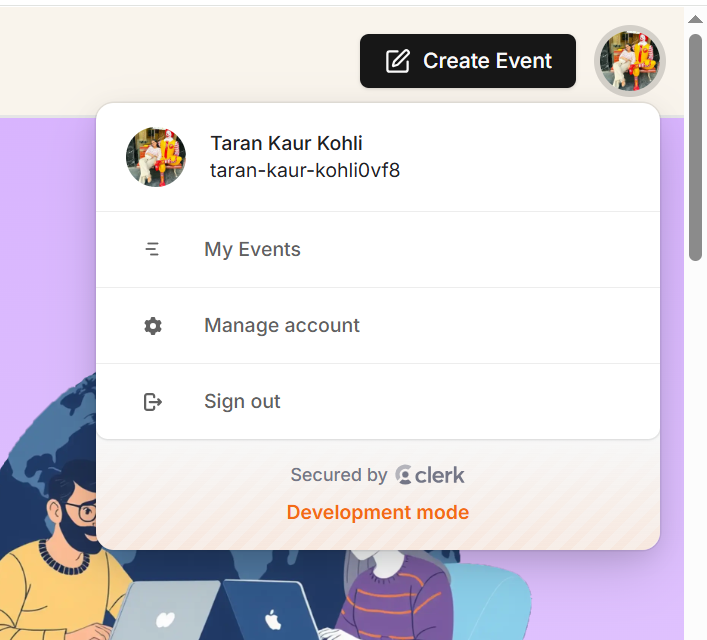 Create Event
Taran Kaur Kohli
taran-kaur-kohli0vf8
My Events
Manage account
Sign out
Secured by clerk
Development mode